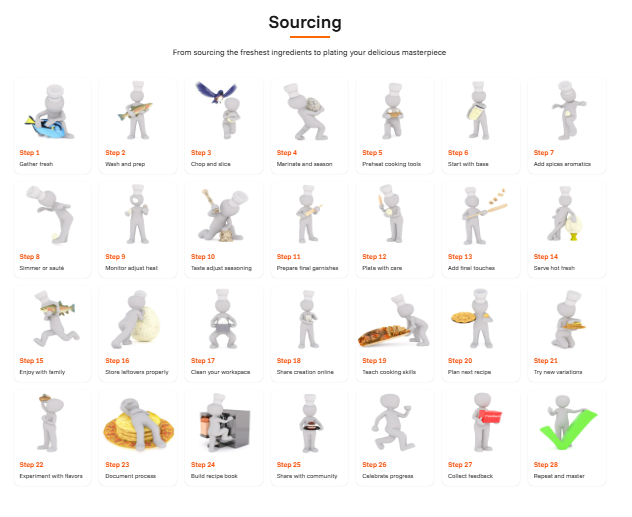 Sourcing
From sourcing the freshest ingredients to plating your delicious masterpiece
Step 1
Gather fresh
Step 2
Wash and prep
Step 3
Chop and slice
Step 4
Marinate and season
Step 5
Preheat cooking tools
Step 6
Start with base
Step 7
Add spices aromatics
Step 8
Simmer or sauté
Step 9
Monitor adjust heat
Step 10
Taste adjust seasoning
Step 11
Prepare final garnishes
Step 12
Plate with care
Step 13
Add final touches
Step 14
Serve hot fresh
Step 15
Enjoy with family
Step 16
Store leftovers properly
Step 17
Clean your workspace
Step 18
Share creation online
Step 19
Teach cooking skills
Step 20
Plan next recipe
Step 21
Try new variations
Step 22
Experiment with flavors
Step 23
Document process
Step 24
Build recipe book
Step 25
Share with community
Step 26
Celebrate progress
Step 27
Collect feedback
Step 28
Repeat and master